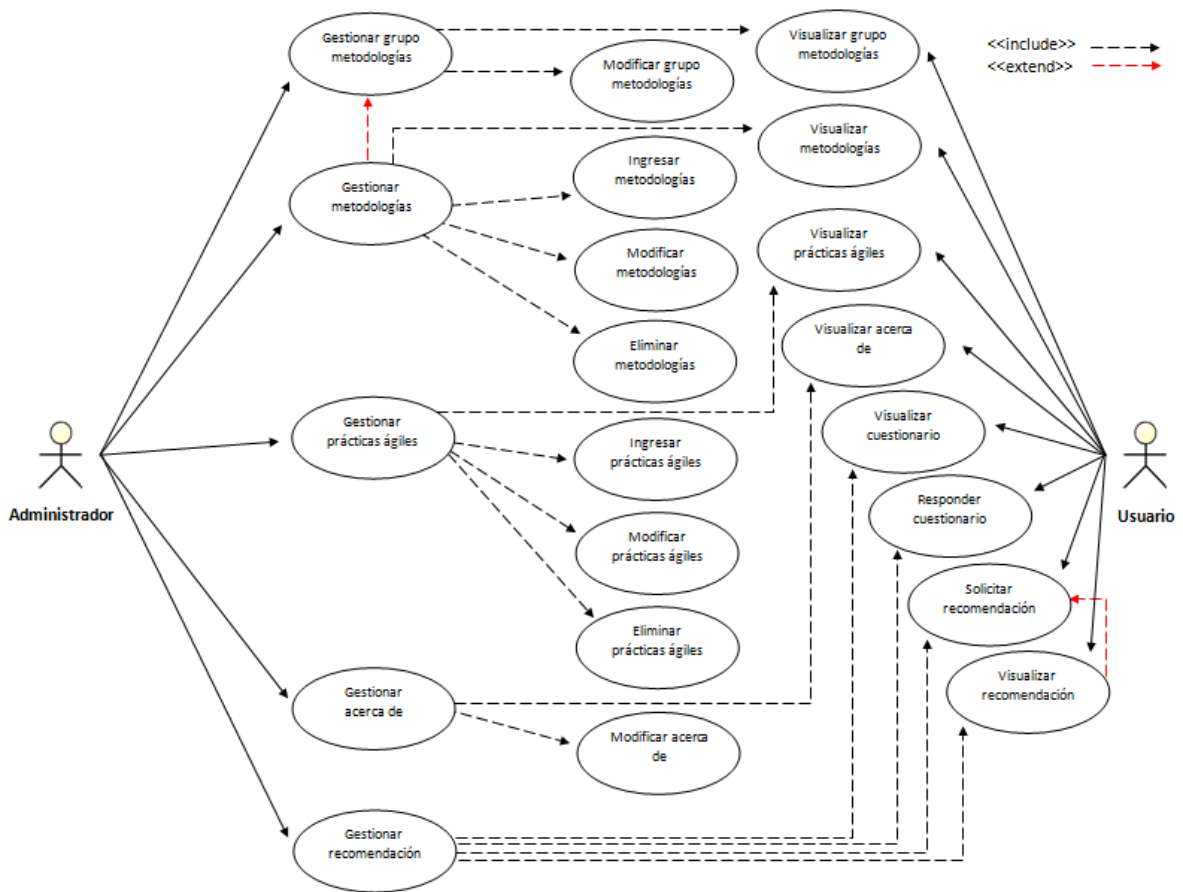 Gestionar grupo
metodologías
Visualizar grupo
metodologías
<<include>>
<<extend>>
Modificar grupo
metodologías
Visualizar
metodologías
Ingresar
metodologías
Gestionar
metodologías
Visualizar
prácticas ágiles
Modificar
metodologías
Visualizar acerca
de
Eliminar
metodologías
Gestionar
prácticas ágiles
Visualizar
cuestionario
Ingresar
prácticas ágiles
Administrador
Usuario
Responder
cuestionario
Modificar
prácticas ágiles
Solicitar
recomendación
Eliminar
prácticas ágiles
Visualizar
recomendación
Gestionar
acerca de
Modificar acerca
de
Gestionar
recomendación